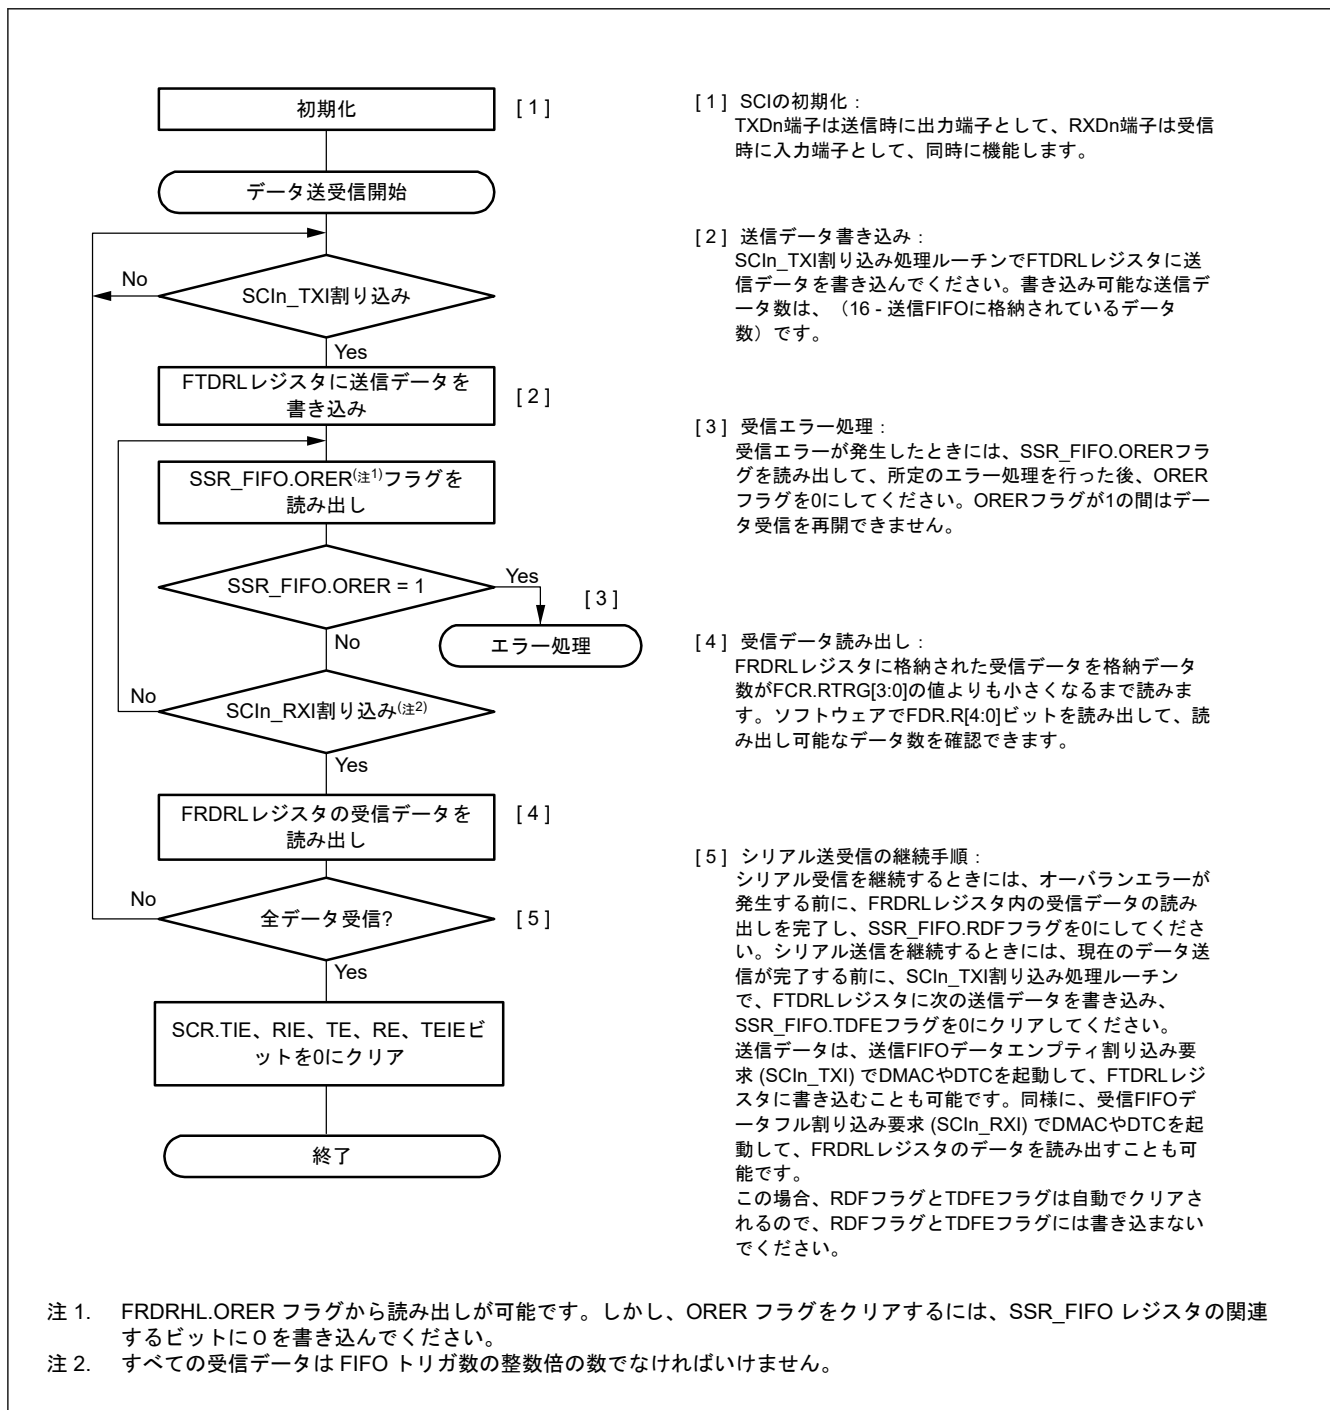 初期化
[ 1 ]
データ送受信開始
No
SCIn_TXI割り込み
Yes
FTDRLレジスタに送信データを
書き込み
[ 2 ]
SSR_FIFO.ORER(注1)フラグを
読み出し
SSR_FIFO.ORER = 1
Yes
[ 3 ]
エラー処理
No
No
SCIn_RXI割り込み(注2)
Yes
FRDRLレジスタの受信データを
読み出し
[ 4 ]
No
全データ受信?
[ 5 ]
Yes
SCR.TIE、RIE、TE、RE、TEIEビ
ットを0にクリア
終了
[ 1 ] SCIの初期化：
TXDn端子は送信時に出力端子として、RXDn端子は受信
時に入力端子として、同時に機能します。
[ 2 ] 送信データ書き込み：
SCIn_TXI割り込み処理ルーチンでFTDRLレジスタに送
信データを書き込んでください。書き込み可能な送信デ
ータ数は、（16 - 送信FIFOに格納されているデータ
数）です。
[ 3 ] 受信エラー処理：
受信エラーが発生したときには、SSR_FIFO.ORERフラ
グを読み出して、所定のエラー処理を行った後、ORER
フラグを0にしてください。ORERフラグが1の間はデー
タ受信を再開できません。
[ 4 ] 受信データ読み出し：
FRDRLレジスタに格納された受信データを格納データ
数がFCR.RTRG[3:0]の値よりも小さくなるまで読みま
す。ソフトウェアでFDR.R[4:0]ビットを読み出して、読
み出し可能なデータ数を確認できます。
[ 5 ] シリアル送受信の継続手順：
シリアル受信を継続するときには、オーバランエラーが
発生する前に、FRDRLレジスタ内の受信データの読み
出しを完了し、SSR_FIFO.RDFフラグを0にしてくださ
い。シリアル送信を継続するときには、現在のデータ送
信が完了する前に、SCIn_TXI割り込み処理ルーチン
で、FTDRLレジスタに次の送信データを書き込み、
SSR_FIFO.TDFEフラグを0にクリアしてください。
送信データは、送信FIFOデータエンプティ割り込み要
求 (SCIn_TXI) でDMACやDTCを起動して、FTDRLレジ
スタに書き込むことも可能です。同様に、受信FIFOデ
ータフル割り込み要求 (SCIn_RXI) でDMACやDTCを起
動して、FRDRLレジスタのデータを読み出すことも可
能です。
この場合、RDFフラグとTDFEフラグは自動でクリアさ
れるので、RDFフラグとTDFEフラグには書き込まない
でください。
注 1. FRDRHL.ORER フラグから読み出しが可能です。しかし、ORER フラグをクリアするには、SSR_FIFO レジスタの関連
するビットに 0 を書き込んでください。
注 2. すべての受信データは FIFO トリガ数の整数倍の数でなければいけません。